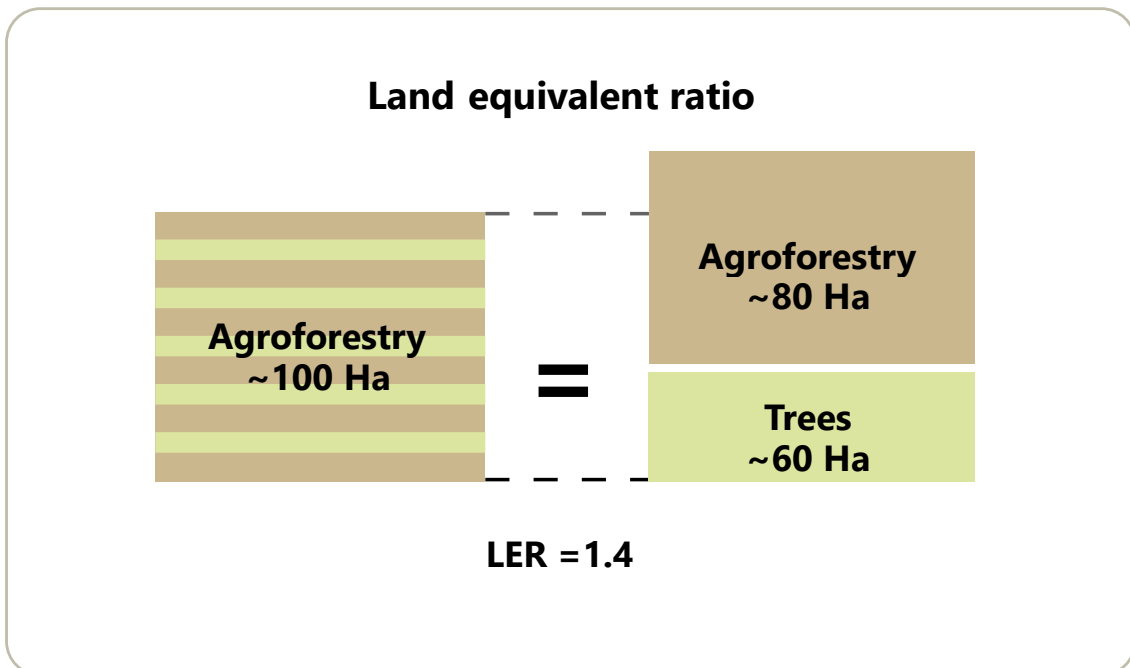 Land equivalent ratio
Agroforestry
~100 Ha
=
Agroforestry
~80 Ha
Trees
~60 Ha
LER =1.4